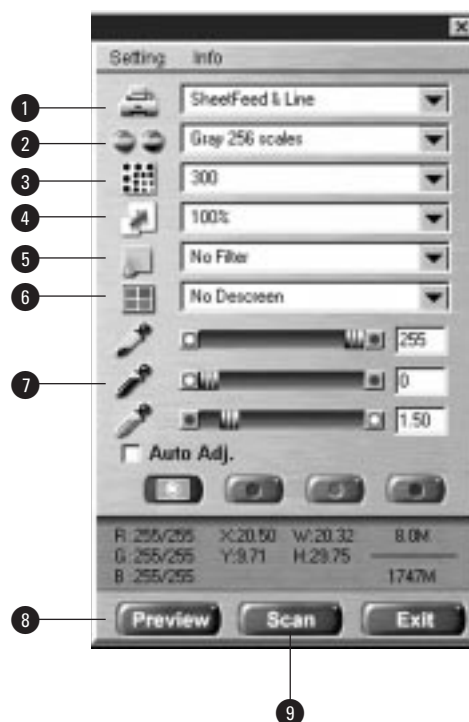 Setting Info
1 SheetFeed & Line
2 Gray 256 scales
3 300
4 100%
5 No Filter
6 No Descreen
255
7 0
1.50
Auto Adj.
R:255/255 X:20.50 W:20.32 8.0M
G:255/255 Y:9.71 H:29.75
B:255/255 1747M
8 Preview Scan Exit
9